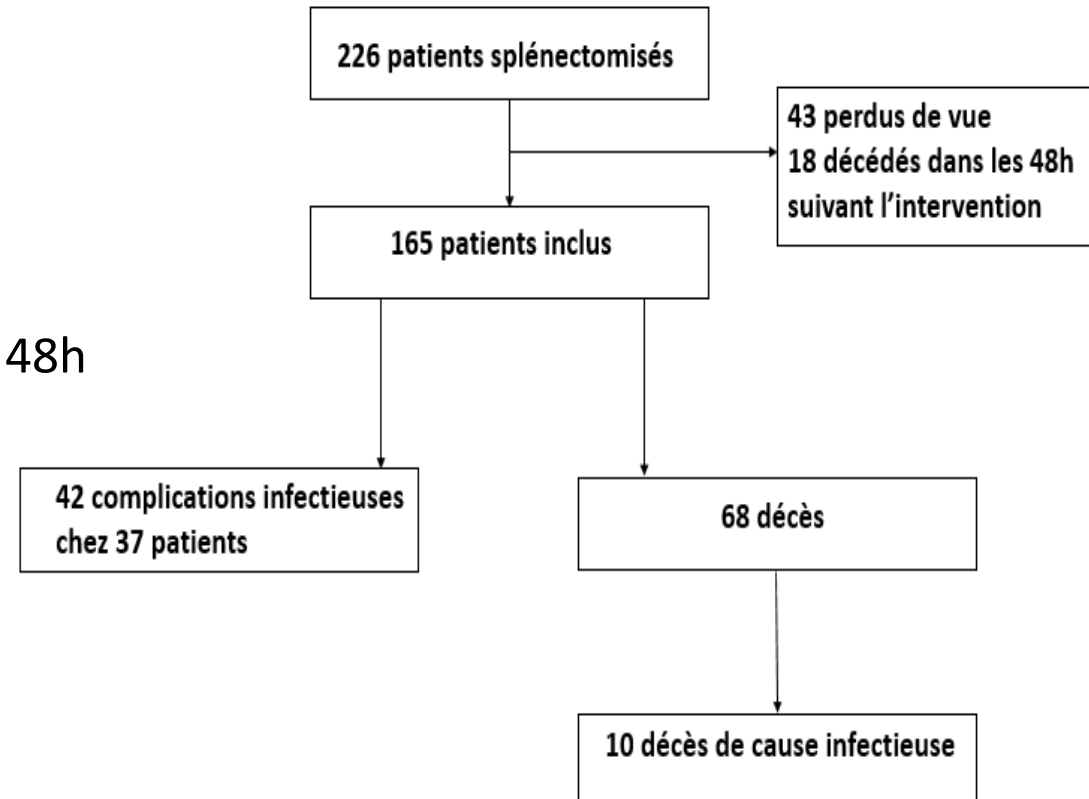 226 patients splénectomisés
43 perdus de vue
18 décédés dans les 48h
suivant l'intervention
165 patients inclus
48h
42 complications infectieuses
chez 37 patients
68 décès
10 décès de cause infectieuse